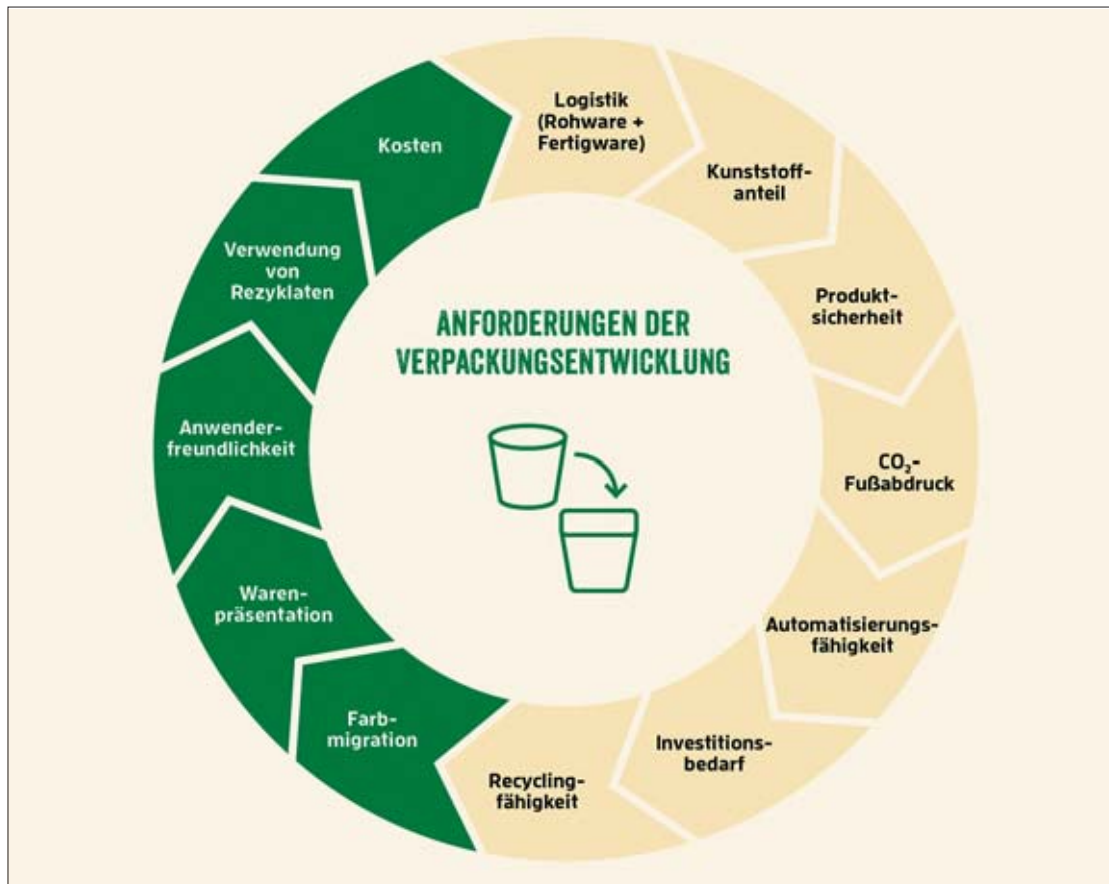 ANFORDERUNGEN DER
VERPACKUNGSENTWICKLUNG
Logistik
(Rohware +
Fertigware)
Kunststoff-
anteil
Produkt-
sicherheit
CO₂-
Fußabdruck
Automatisierungs-
fähigkeit
Investitions-
bedarf
Recycling-
fähigkeit
Farb-
migration
Waren-
präsentation
Anwender-
freundlichkeit
Verwendung
von
Rezyklaten
Kosten